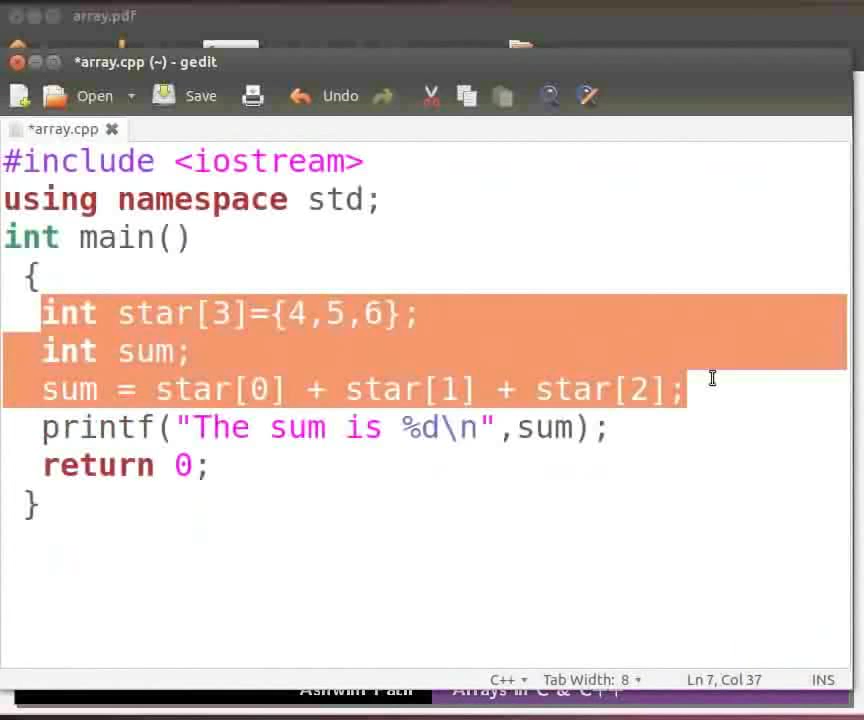 array.pdf
*array.cpp (~) - gedit
Open Save Undo
*array.cpp
#include <iostream>
using namespace std;
int main()
{
int star[3]={4,5,6};
int sum;
sum = star[0] + star[1] + star[2];
printf("The sum is %d\n",sum);
return 0;
}
C++ Tab Width: 8 Ln 7, Col 37 INS
Ashwini Patil Arrays in C & C++